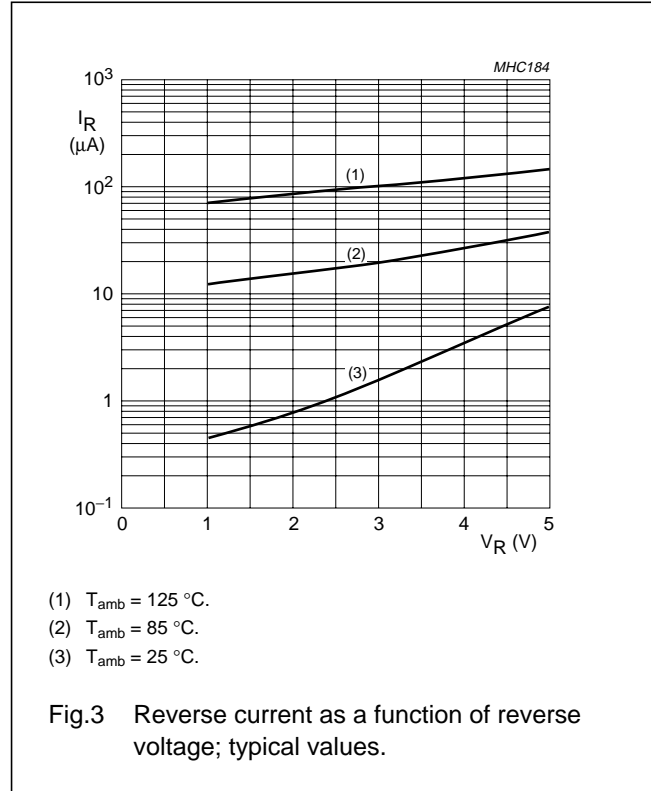 MHC184
10³
I_R
(μA)
10²
10
1
10⁻¹
(1)
(2)
(3)
0 1 2 3 4 5
V_R (V)
(1) T_amb = 125 °C.
(2) T_amb = 85 °C.
(3) T_amb = 25 °C.
Fig.3 Reverse current as a function of reverse
voltage; typical values.